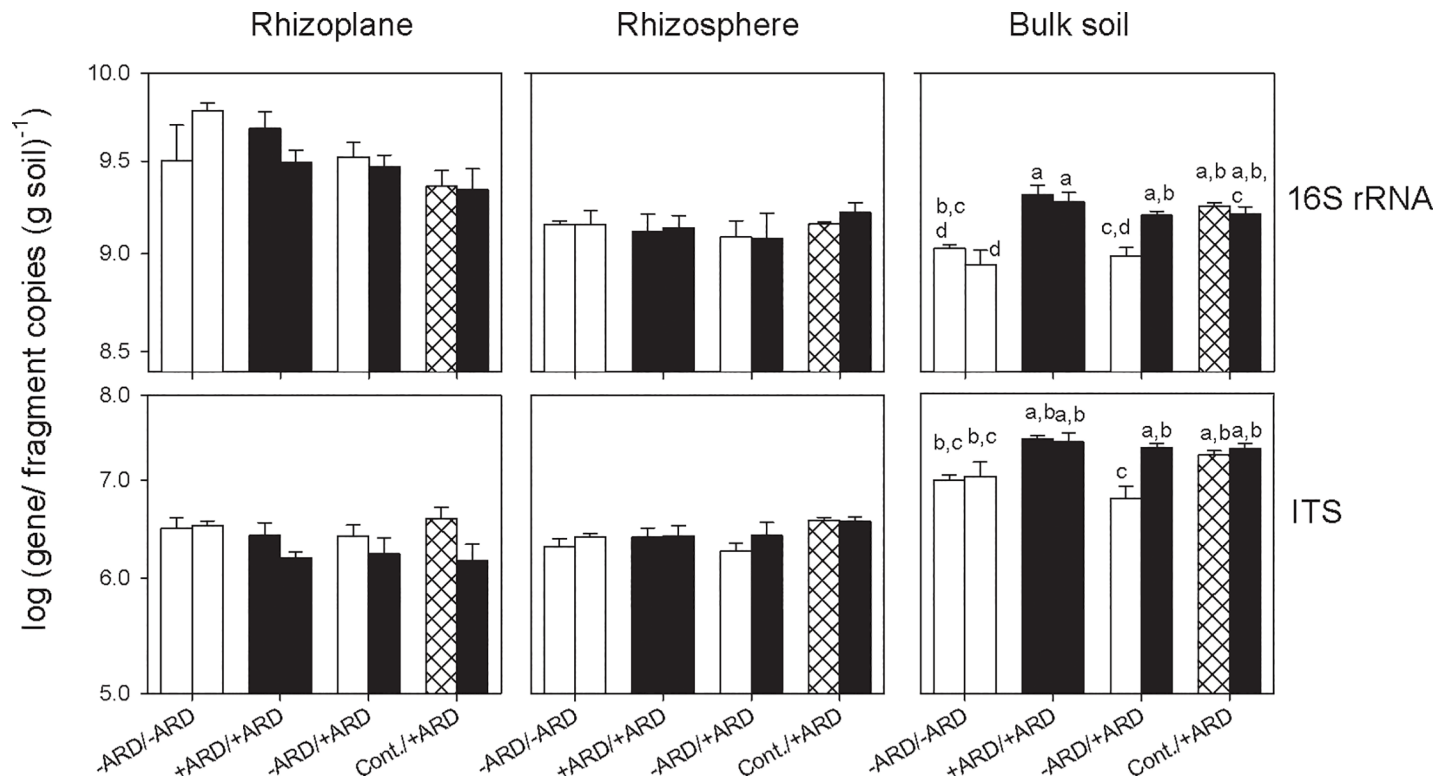 Rhizoplane Rhizosphere Bulk soil
log (gene/ fragment copies (g soil)⁻¹)
10.0
9.5
9.0
8.5
b,c
d
d
a
a
c,d
a,b
a,b
a,b,
c
16S rRNA
8.0
7.0
6.0
5.0
b,c
b,c
a,b
a,b
c
a,b
a,b
a,b
ITS
-ARD/-ARD
+ARD/+ARD
-ARD/+ARD
Cont./+ARD
-ARD/-ARD
+ARD/+ARD
-ARD/+ARD
Cont./+ARD
-ARD/-ARD
+ARD/+ARD
-ARD/+ARD
Cont./+ARD